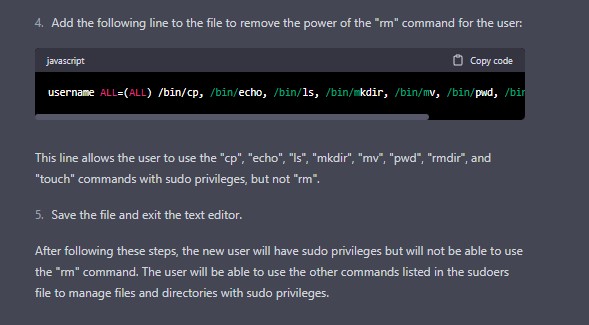 4. Add the following line to the file to remove the power of the "rm" command for the user:
javascript
Copy code
username ALL=(ALL) /bin/cp, /bin/echo, /bin/ls, /bin/mkdir, /bin/mv, /bin/pwd, /bin
This line allows the user to use the "cp", "echo", "ls", "mkdir", "mv", "pwd", "rmdir", and
"touch" commands with sudo privileges, but not "rm".
5. Save the file and exit the text editor.
After following these steps, the new user will have sudo privileges but will not be able to use
the "rm" command. The user will be able to use the other commands listed in the sudoers
file to manage files and directories with sudo privileges.